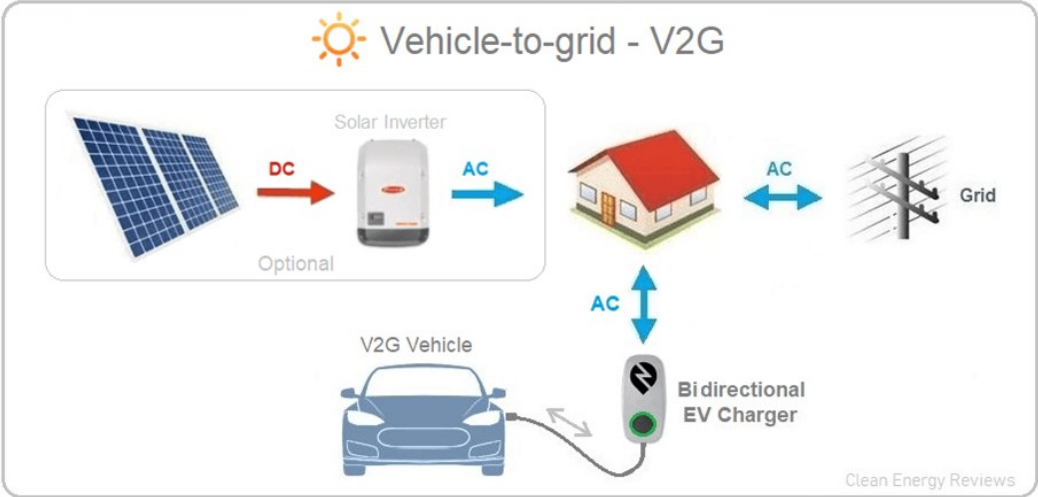 Vehicle-to-grid - V2G
Solar Inverter
DC
AC
Optional
AC
Grid
AC
V2G Vehicle
Bidirectional
EV Charger
Clean Energy Reviews